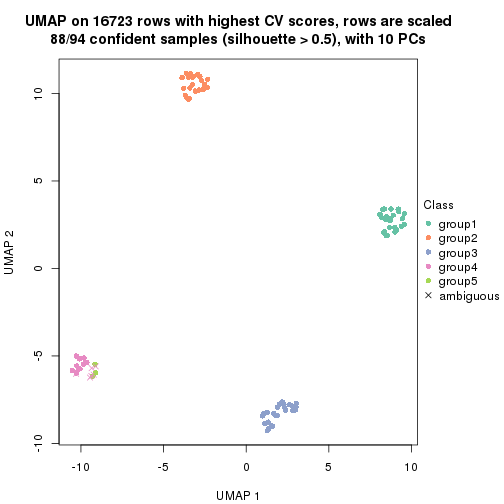 UMAP on 16723 rows with highest CV scores, rows are scaled
88/94 confident samples (silhouette > 0.5), with 10 PCs
10
5
0
-5
-10
UMAP 2
-10
-5
0
5
10
UMAP 1
Class
group1
group2
group3
group4
group5
ambiguous